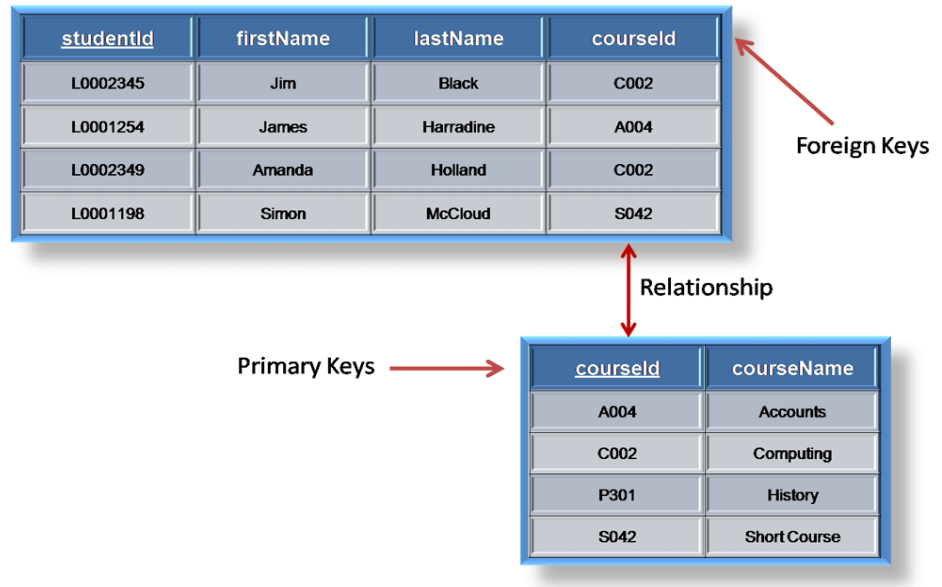 studentId firstName lastName courseId
L0002345 Jim Black C002
L0001254 James Harradine A004
L0002349 Amanda Holland C002
L0001198 Simon McCloud S042
Foreign Keys
Relationship
Primary Keys
courseId courseName
A004 Accounts
C002 Computing
P301 History
S042 Short Course